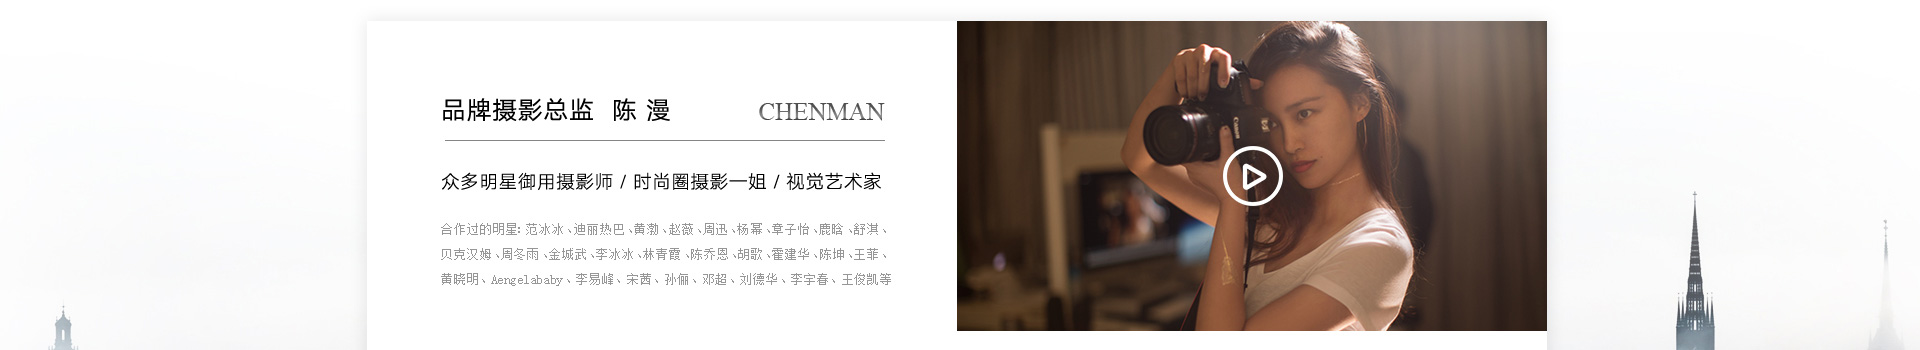 品牌摄影总监 陈 漫 CHENMAN
众多明星御用摄影师 / 时尚圈摄影一姐 / 视觉艺术家
合作过的明星: 范冰冰、迪丽热巴、黄渤、赵薇、周迅、杨幂、章子怡、鹿晗、舒淇、
贝克汉姆、周冬雨、金城武、李冰冰、林青霞、陈乔恩、胡歌、霍建华、陈坤、王菲、
黄晓明、Aengelababy、李易峰、宋茜、孙俪、邓超、刘德华、李宇春、王俊凯等
Canon